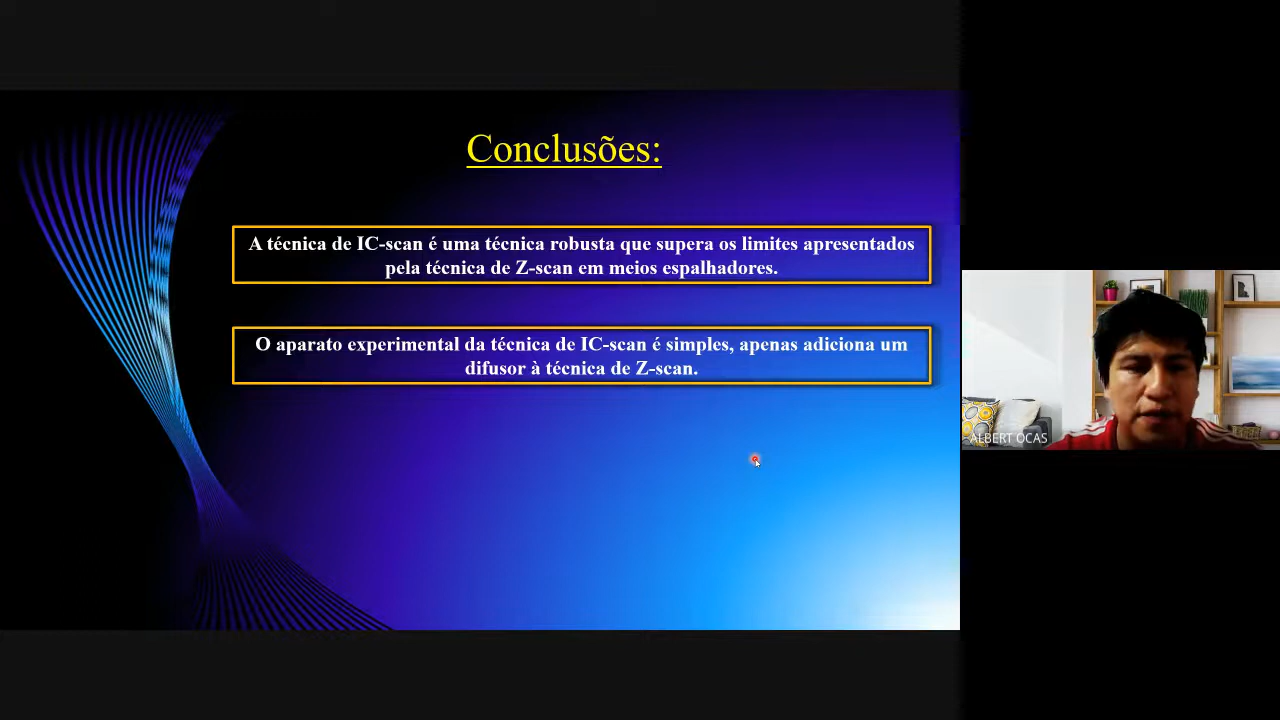 Conclusões:
A técnica de IC-scan é uma técnica robusta que supera os limites apresentados
pela técnica de Z-scan em meios espalhadores.
O aparato experimental da técnica de IC-scan é simples, apenas adiciona um
difusor à técnica de Z-scan.
ALBERT OCAS